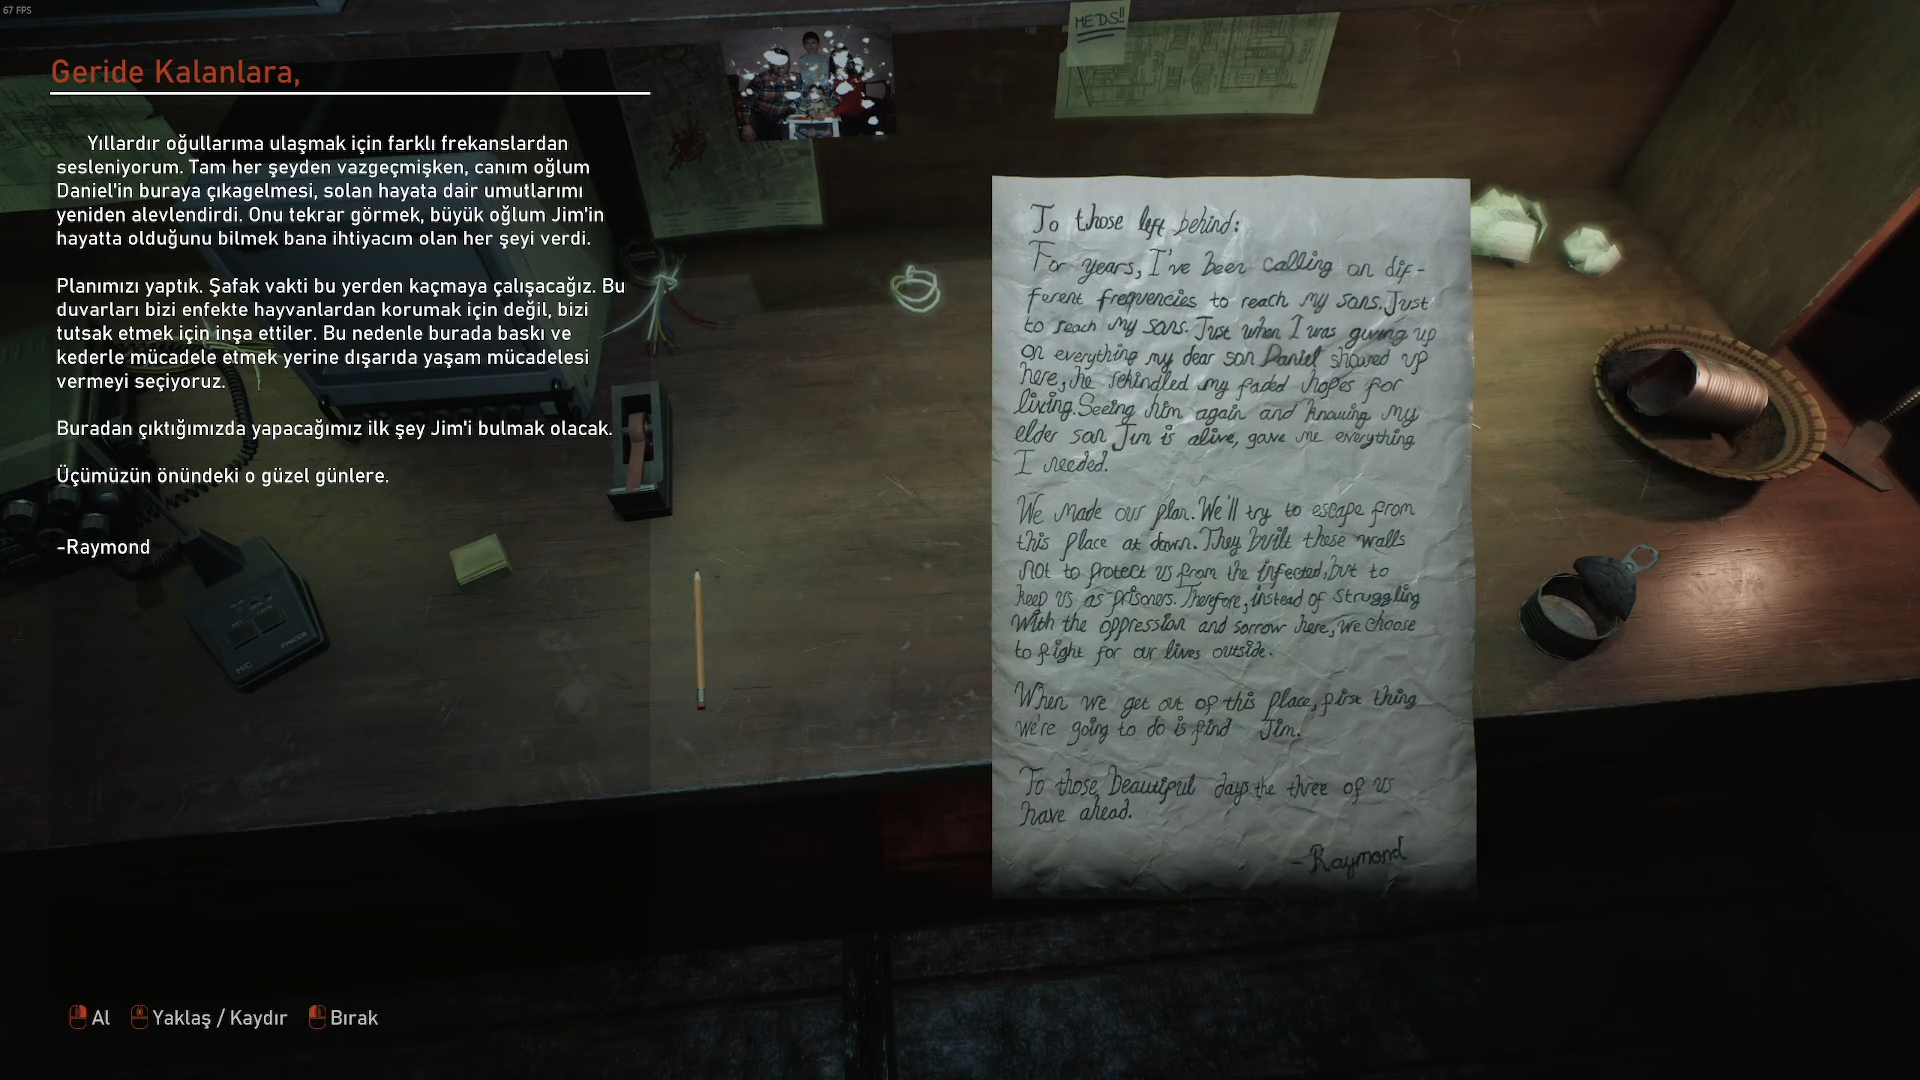 67 FPS
Geride Kalanlara,
Yıllardır oğullarıma ulaşmak için farklı frekanslardan
sesleniyorum. Tam her şeyden vazgeçmişken, canım oğlum
Daniel'in buraya çıkagelmesi, solan hayata dair umutlarımı
yeniden alevlendirdi. Onu tekrar görmek, büyük oğlum Jim'in
hayatta olduğunu bilmek bana ihtiyacım olan her şeyi verdi.
Planımızı yaptık. Şafak vakti bu yerden kaçmaya çalışacağız. Bu
duvarları bizi enfekte hayvanlardan korumak için değil, bizi
tutsak etmek için inşa ettiler. Bu nedenle burada baskı ve
kederle mücadele etmek yerine dışarıda yaşam mücadelesi
vermeyi seçiyoruz.
Buradan çıktığımızda yapacağımız ilk şey Jim'i bulmak olacak.
Üçümüzün önündeki o güzel günlere.
-Raymond
MEDS!!
To those left behind:
For years, I've been calling on dif-
ferent frequencies to reach my sons. Just
to reach my sons. Just when I was giving up
on everything my dear son Daniel showed up
here, he rekindled my faded hopes for
living. Seeing him again and knowing my
elder son Jim is alive, gave me everything
I needed.
We made our plan. We'll try to escape from
this place at dawn. They built these walls
not to protect us from the infected, but to
keep us as prisoners. Therefore, instead of struggling
with the oppression and sorrow here, we choose
to fight for our lives outside.
When we get out of this place, first thing
we're going to do is find Jim.
To those beautiful days the three of us
have ahead.
-Raymond
MIC
Al
Yaklaş / Kaydır
Bırak